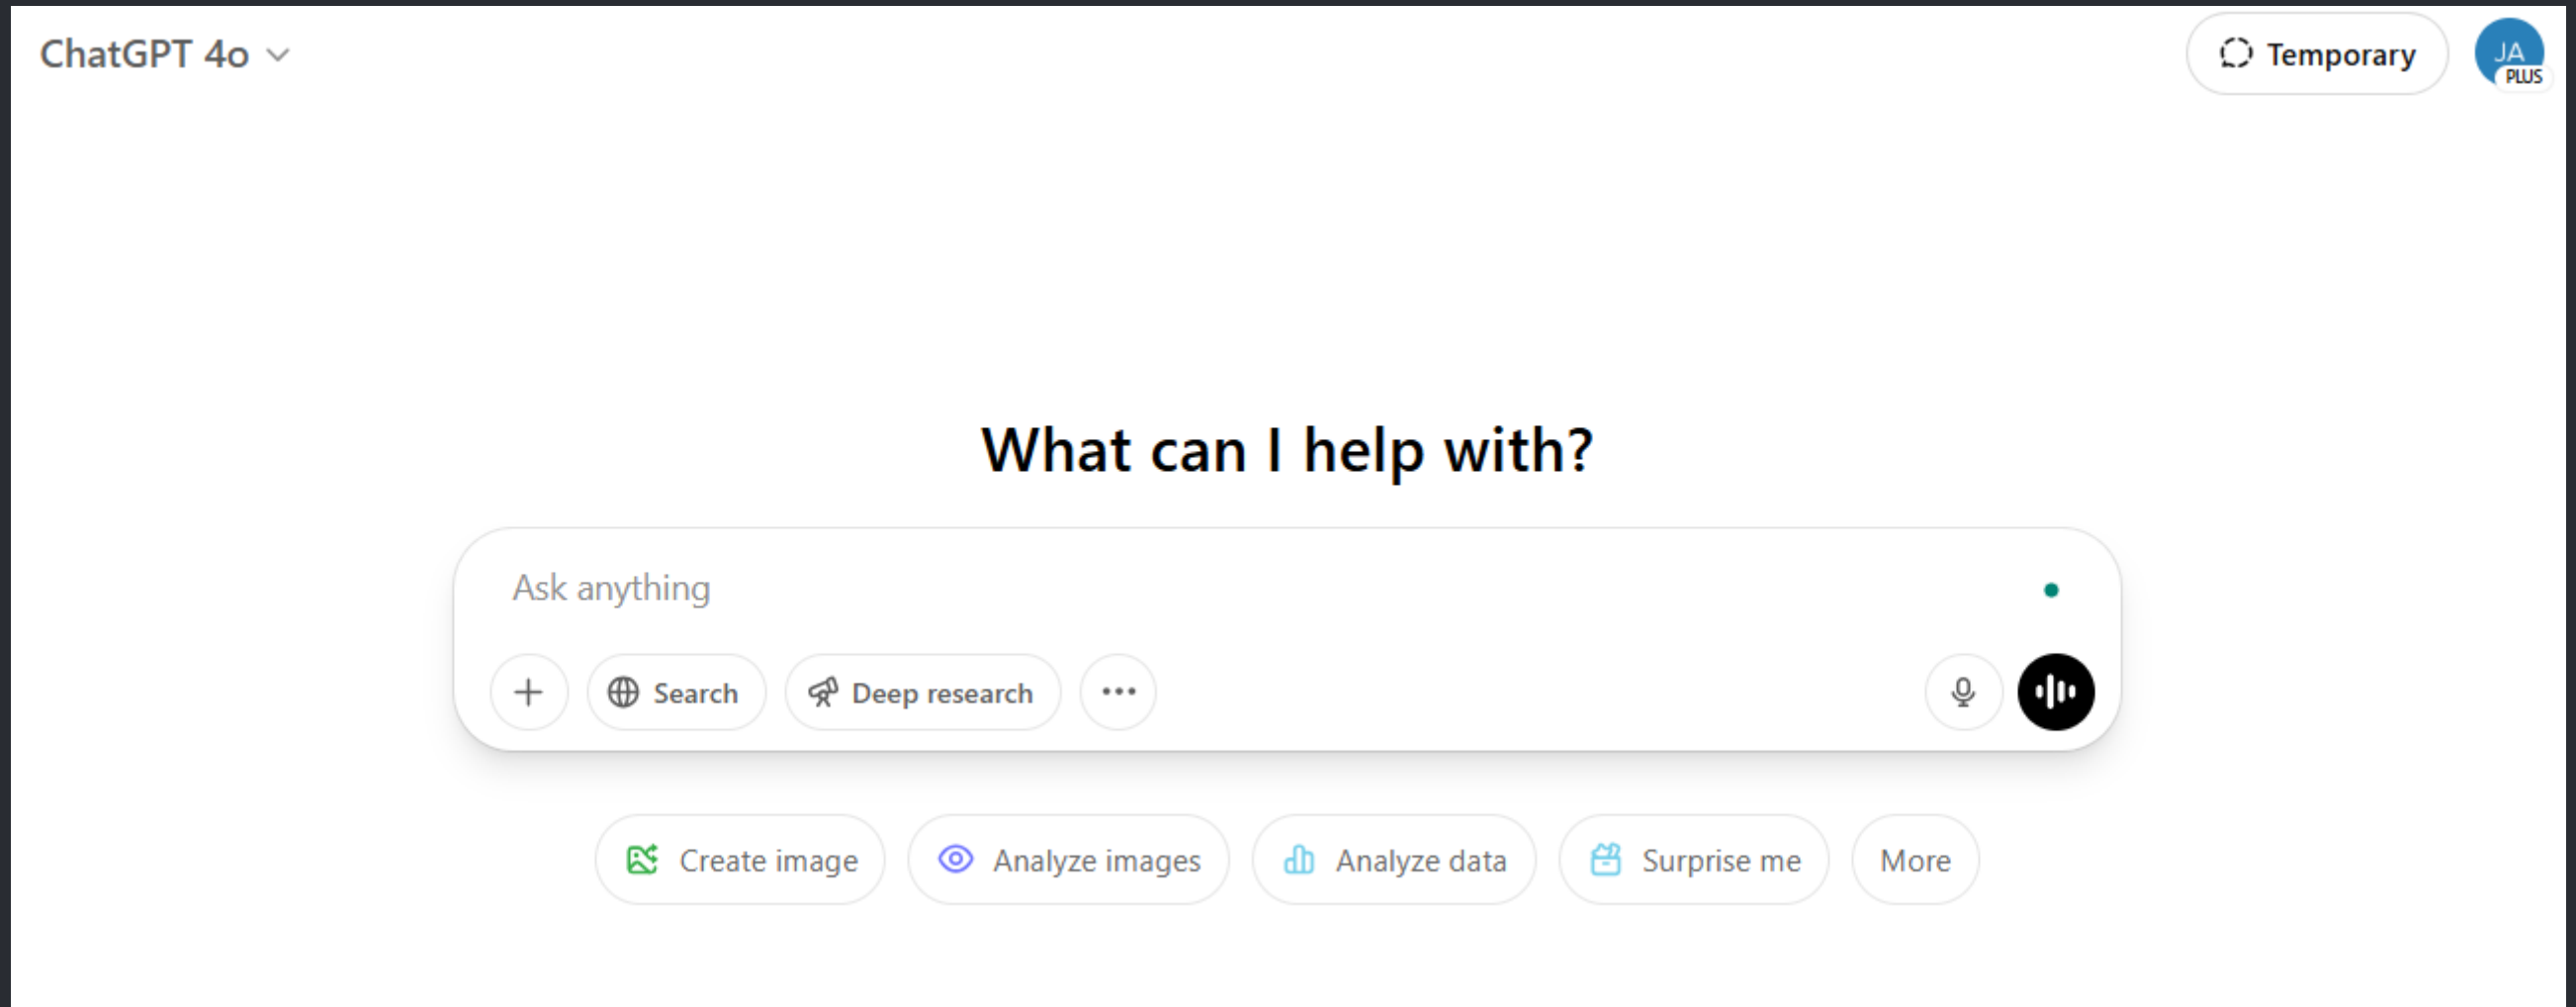 ChatGPT 4o
Temporary
JA
PLUS
What can I help with?
Ask anything
Search
Deep research
Create image
Analyze images
Analyze data
Surprise me
More